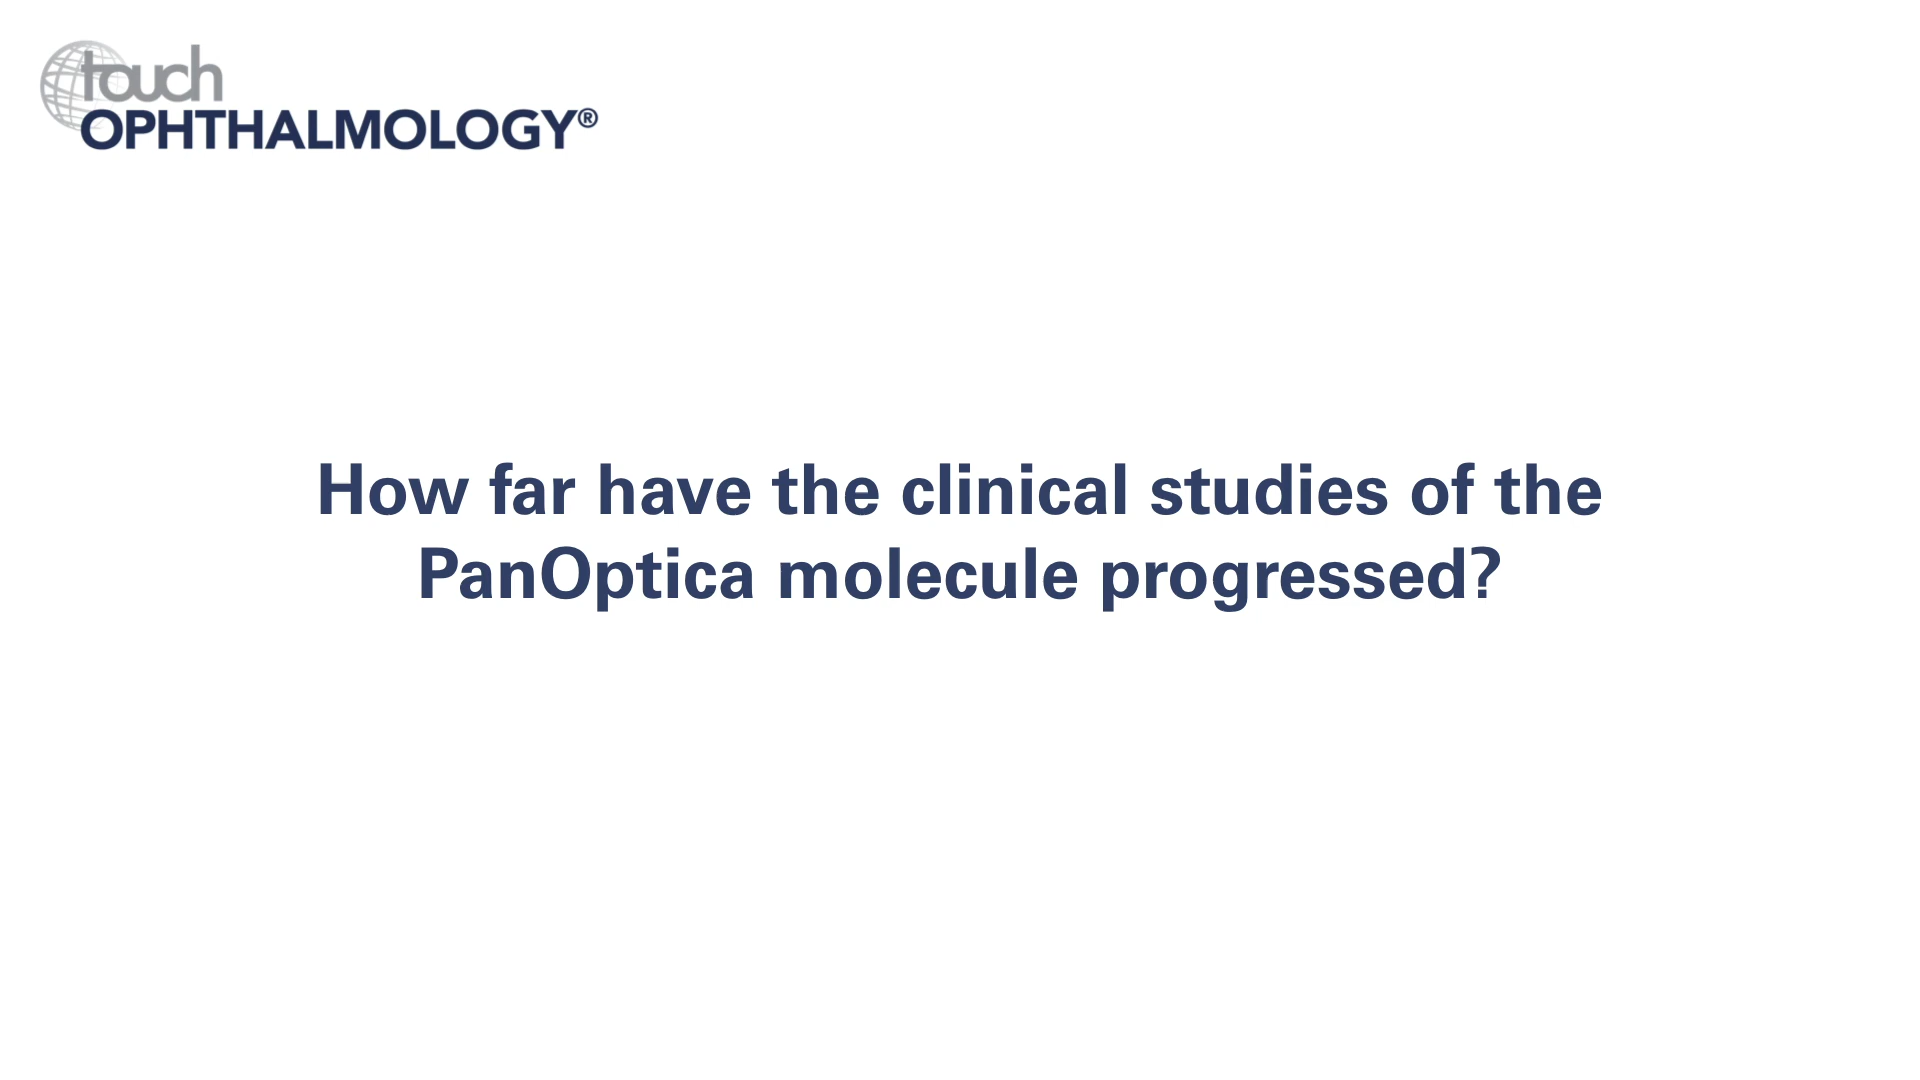 touch
OPHTHALMOLOGY®
How far have the clinical studies of the
PanOptica molecule progressed?